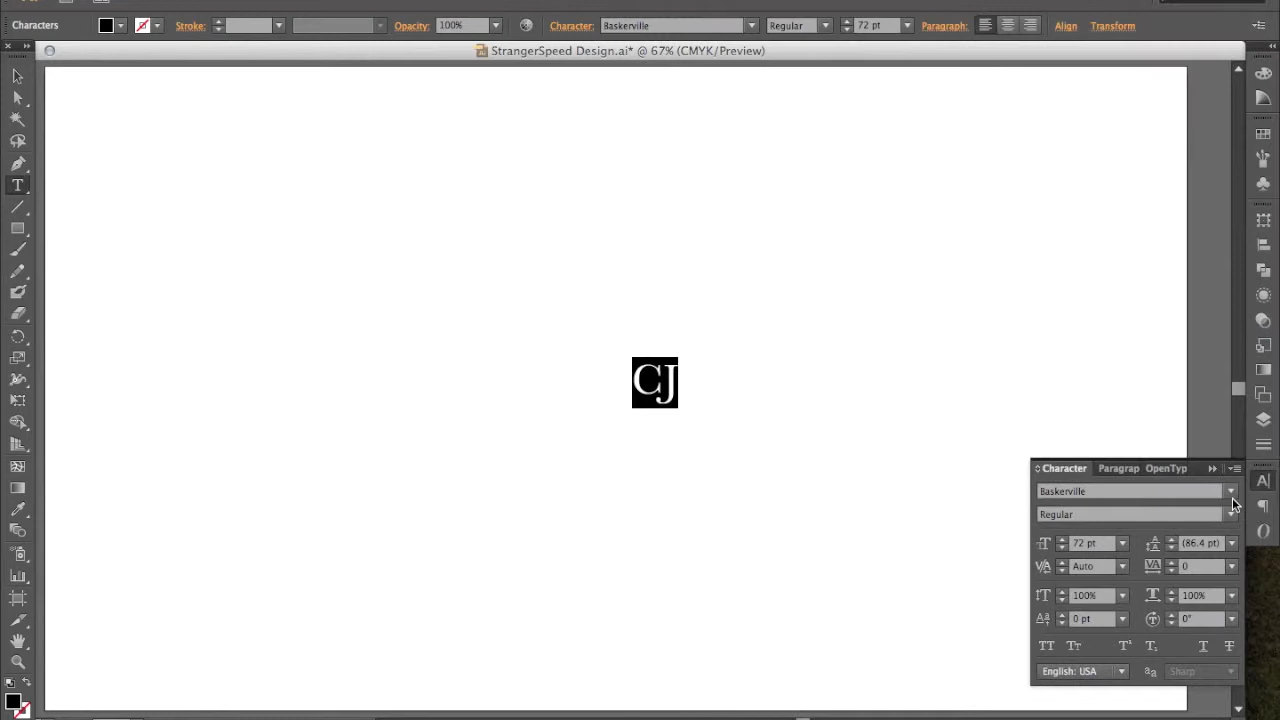 Characters Stroke: Opacity: 100% Character: Baskerville Regular 72 pt Paragraph: Align Transform
StrangerSpeed Design.ai* @ 67% (CMYK/Preview)
CJ
Character Paragrap OpenTyp
Baskerville
Regular
72 pt (86.4 pt)
Auto 0
100% 100%
0 pt 0°
English: USA Sharp